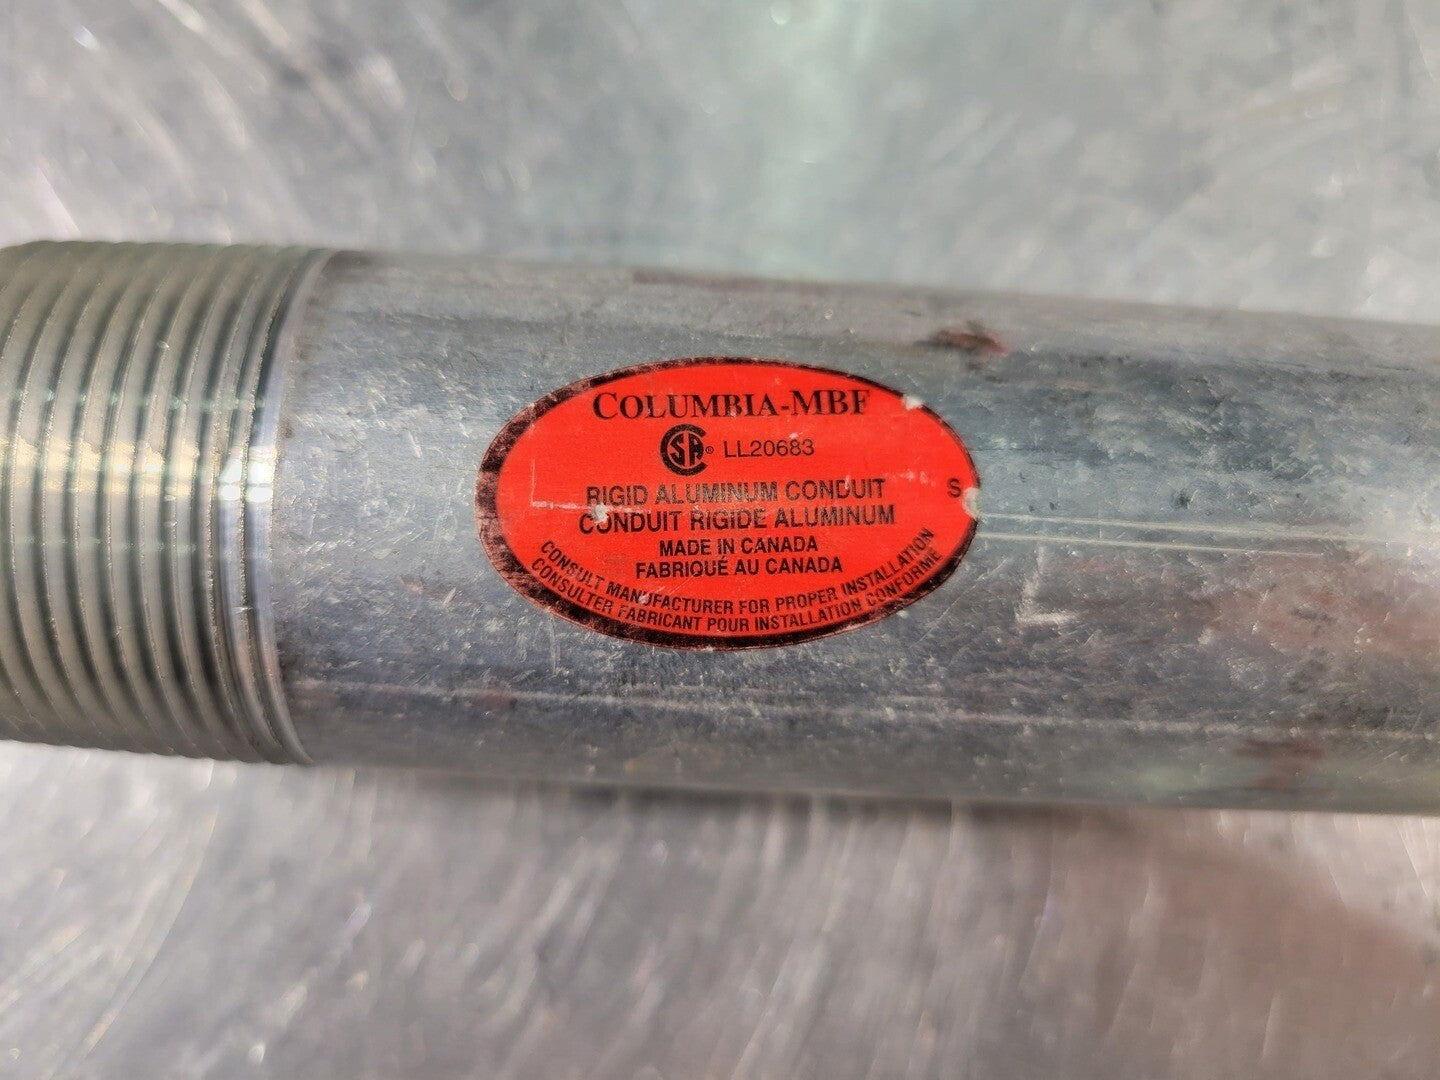 COLUMBIA-MBF
SA® LL20683
RIGID ALUMINUM CONDUIT
S
CONDUIT RIGIDE ALUMINUM
MADE IN CANADA
FABRIQUÉ AU CANADA
CONSULT MANUFACTURER FOR PROPER INSTALLATION
CONSULTER FABRICANT POUR INSTALLATION CONFORME